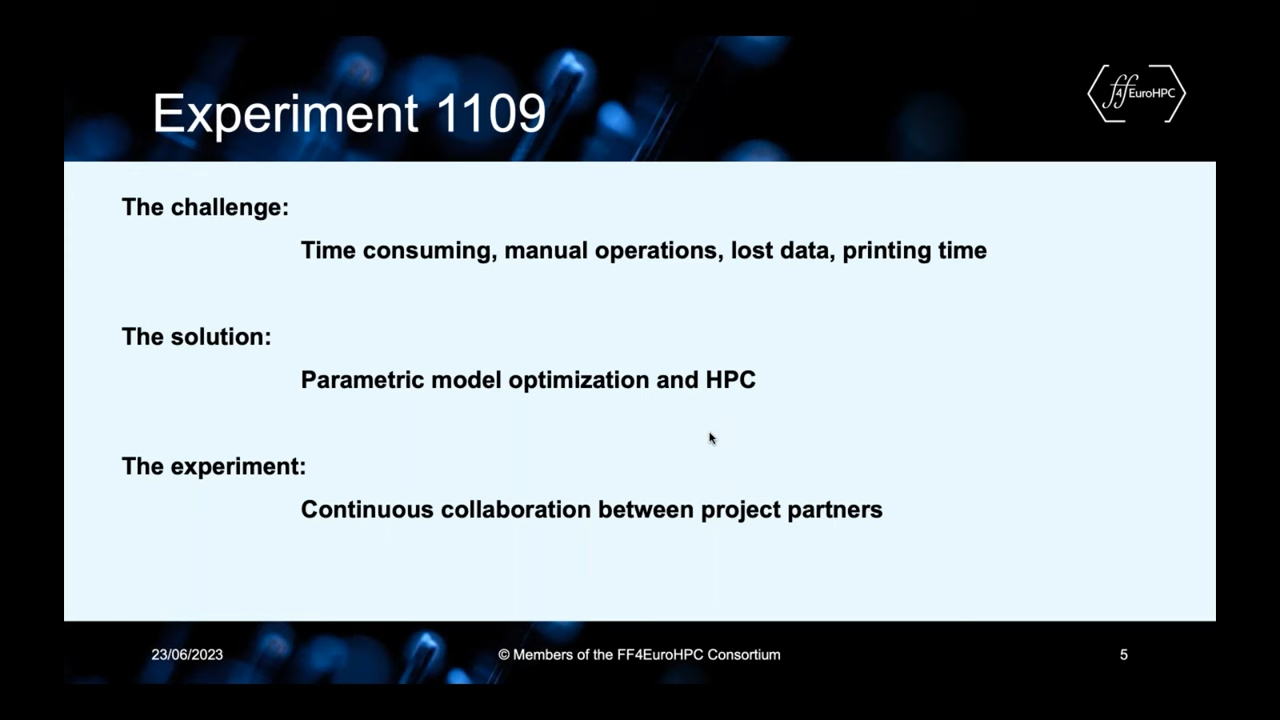 Experiment 1109
ff4EuroHPC
The challenge:
Time consuming, manual operations, lost data, printing time
The solution:
Parametric model optimization and HPC
The experiment:
Continuous collaboration between project partners
23/06/2023
© Members of the FF4EuroHPC Consortium
5